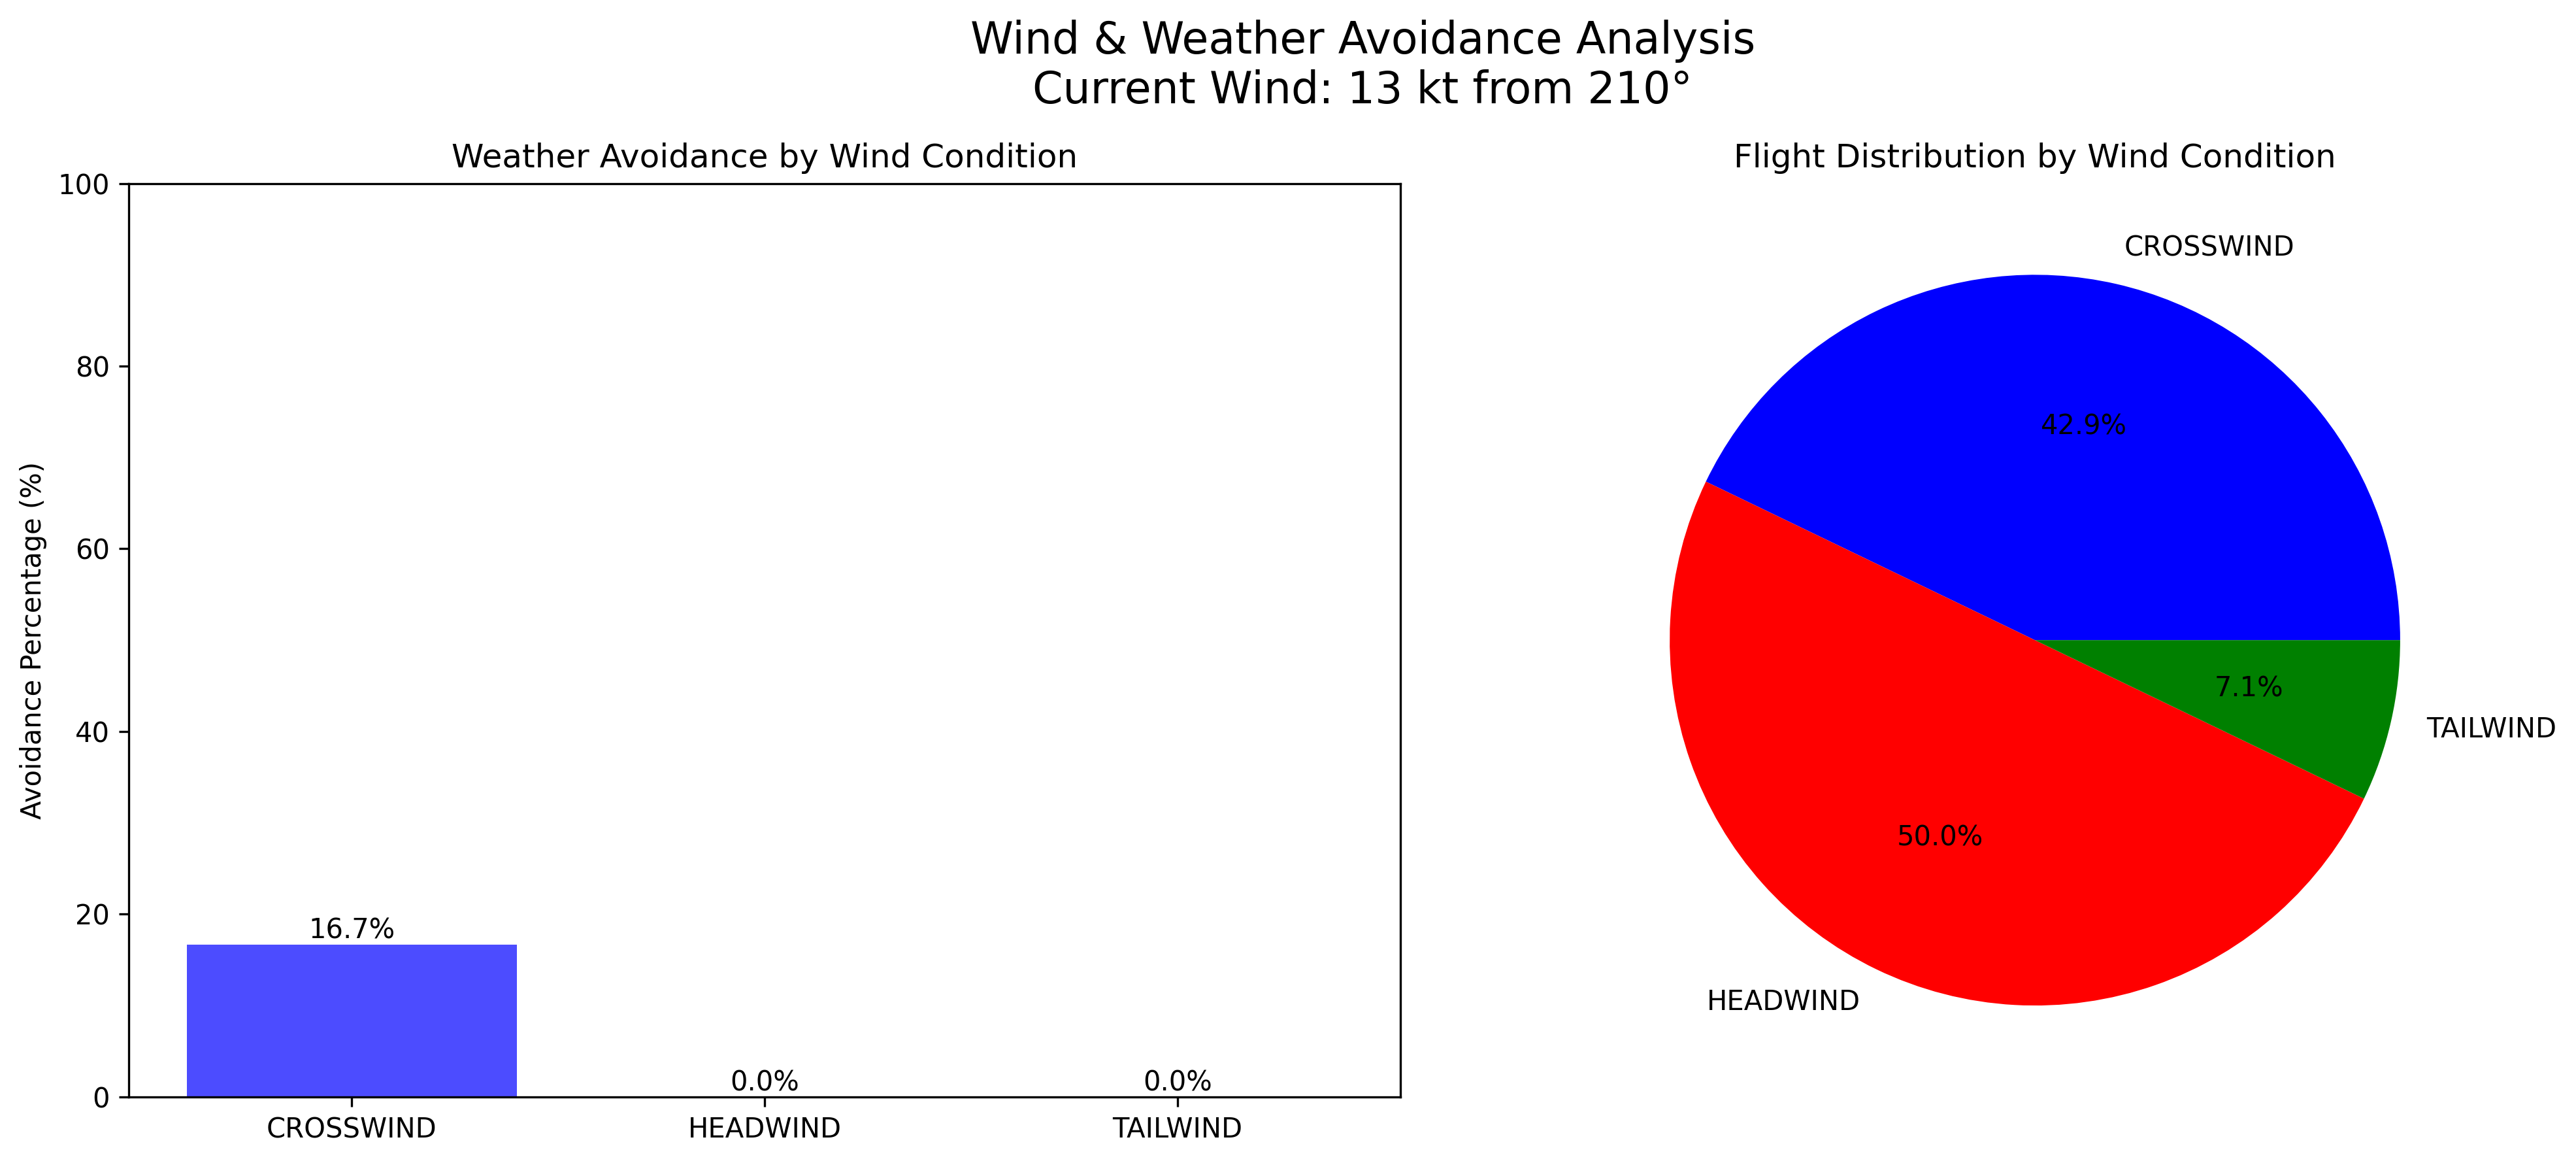 Wind & Weather Avoidance Analysis
Current Wind: 13 kt from 210°
Weather Avoidance by Wind Condition
100
80
60
40
20
0
Avoidance Percentage (%)
16.7%
0.0%
0.0%
CROSSWIND
HEADWIND
TAILWIND
Flight Distribution by Wind Condition
CROSSWIND
42.9%
7.1%
TAILWIND
50.0%
HEADWIND